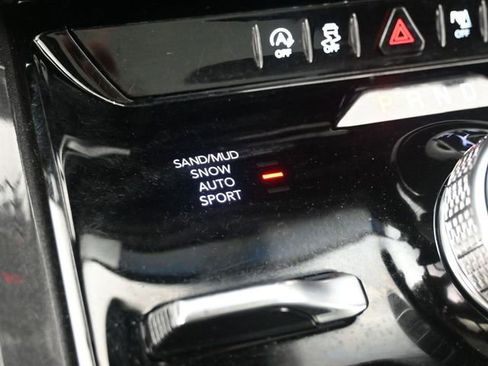 OFF OFF
SAND/MUD
SNOW
AUTO
SPORT
OFF
P R N D